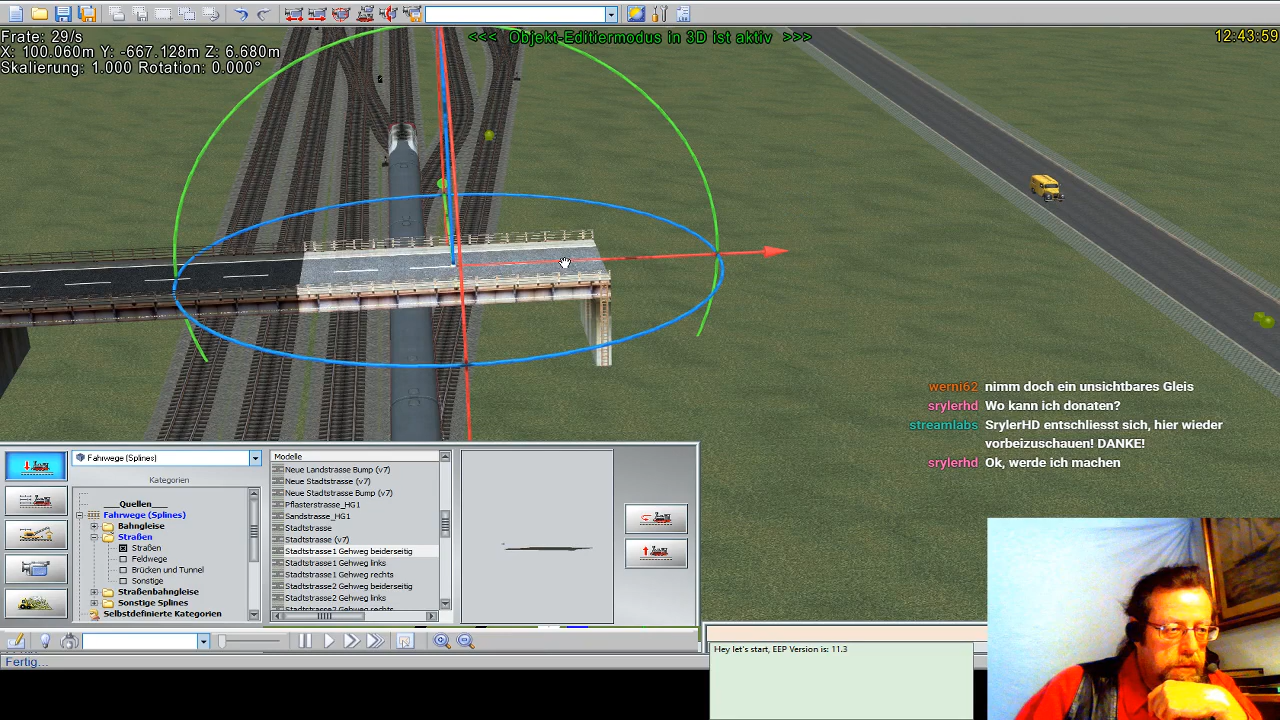 Frate: 29/s
X: 100.060m Y: -667.128m Z: 6.680m
Skalierung: 1.000 Rotation: 0.000°
<<< Objekt-Editiermodus in 3D ist aktiv >>>
12:43:59
werni62 nimm doch ein unsichtbares Gleis
srylerhd Wo kann ich donaten?
streamlabs SrylerHD entschliesst sich, hier wieder
vorbeizuschauen! DANKE!
srylerhd Ok, werde ich machen
Fahrwege (Splines)
Kategorien
__Quellen__
Fahrwege (Splines)
Bahngleise
Straßen
Straßen
Feldwege
Brücken und Tunnel
Sonstige
Straßenbahngleise
Sonstige Splines
Selbstdefinierte Kategorien
Modelle
Neue Landstrasse Bump (v7)
Neue Stadtstrasse (v7)
Neue Stadtstrasse Bump (v7)
Pflasterstrasse_HG1
Sandstrasse_HG1
Stadtstrasse
Stadtstrasse (v7)
Stadtstrasse1 Gehweg beiderseitig
Stadtstrasse1 Gehweg links
Stadtstrasse1 Gehweg rechts
Stadtstrasse2 Gehweg beiderseitig
Stadtstrasse2 Gehweg links
Stadtstrasse2 Gehweg rechts
Fertig...
Hey let's start, EEP Version is: 11.3